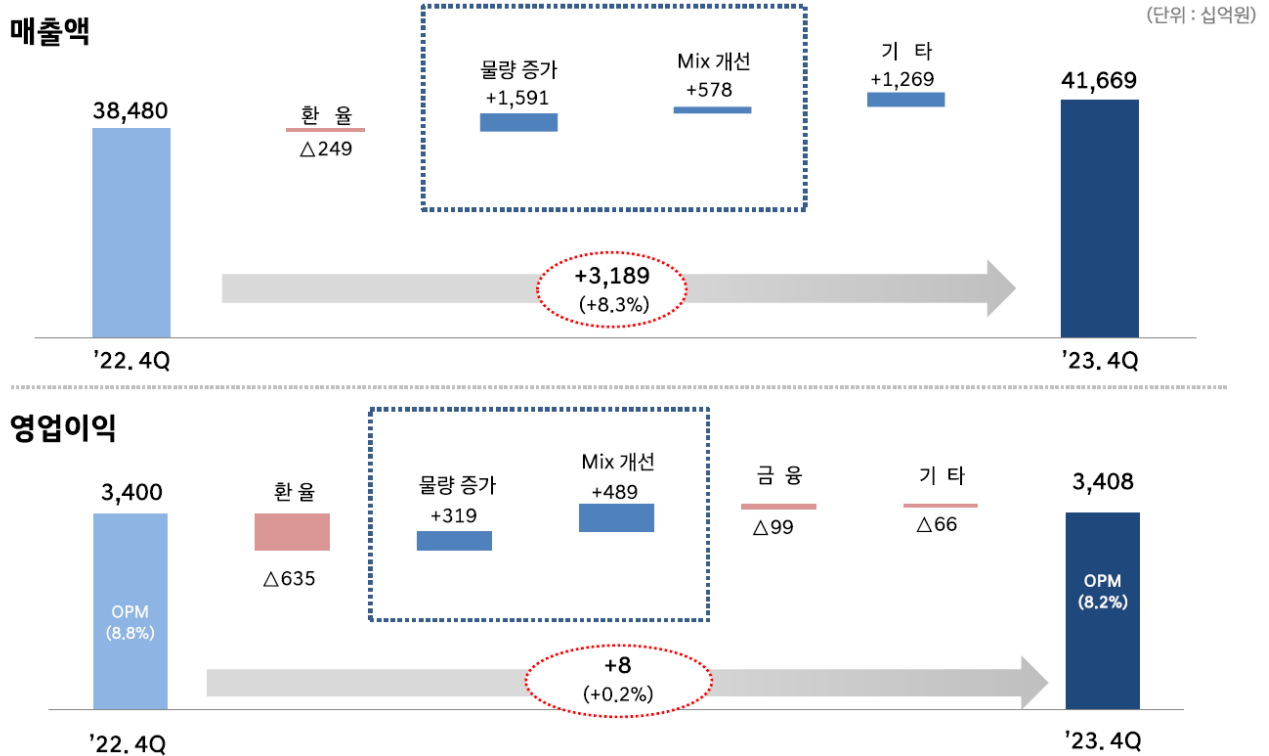 (단위 : 십억원)
매출액
38,480
환 율
△249
물량 증가
+1,591
Mix 개선
+578
기 타
+1,269
41,669
+3,189
(+8.3%)
’22. 4Q
’23. 4Q
영업이익
3,400
OPM
(8.8%)
환 율
△635
물량 증가
+319
Mix 개선
+489
금 융
△99
기 타
△66
3,408
OPM
(8.2%)
+8
(+0.2%)
’22. 4Q
’23. 4Q